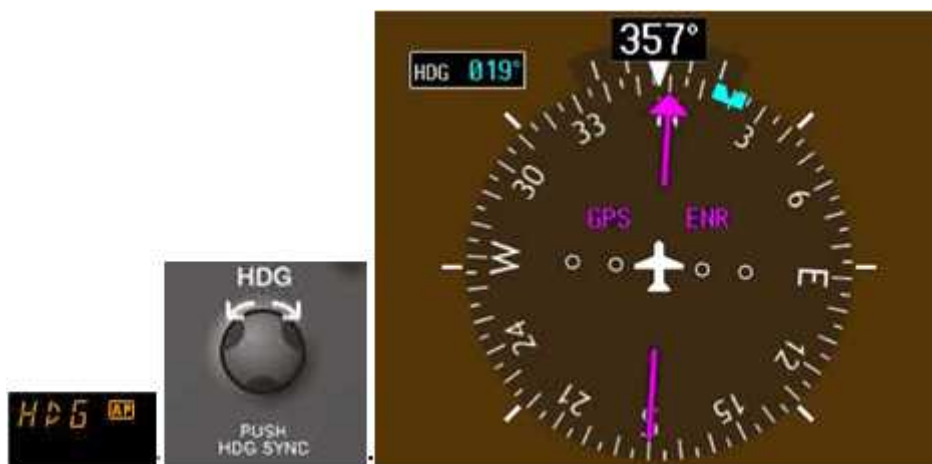 HDG AP
HDG
PUSH
HDG SYNC
HDG 019°
357°
33
3
30
6
GPS ENR
W
E
24
12
21
15
S